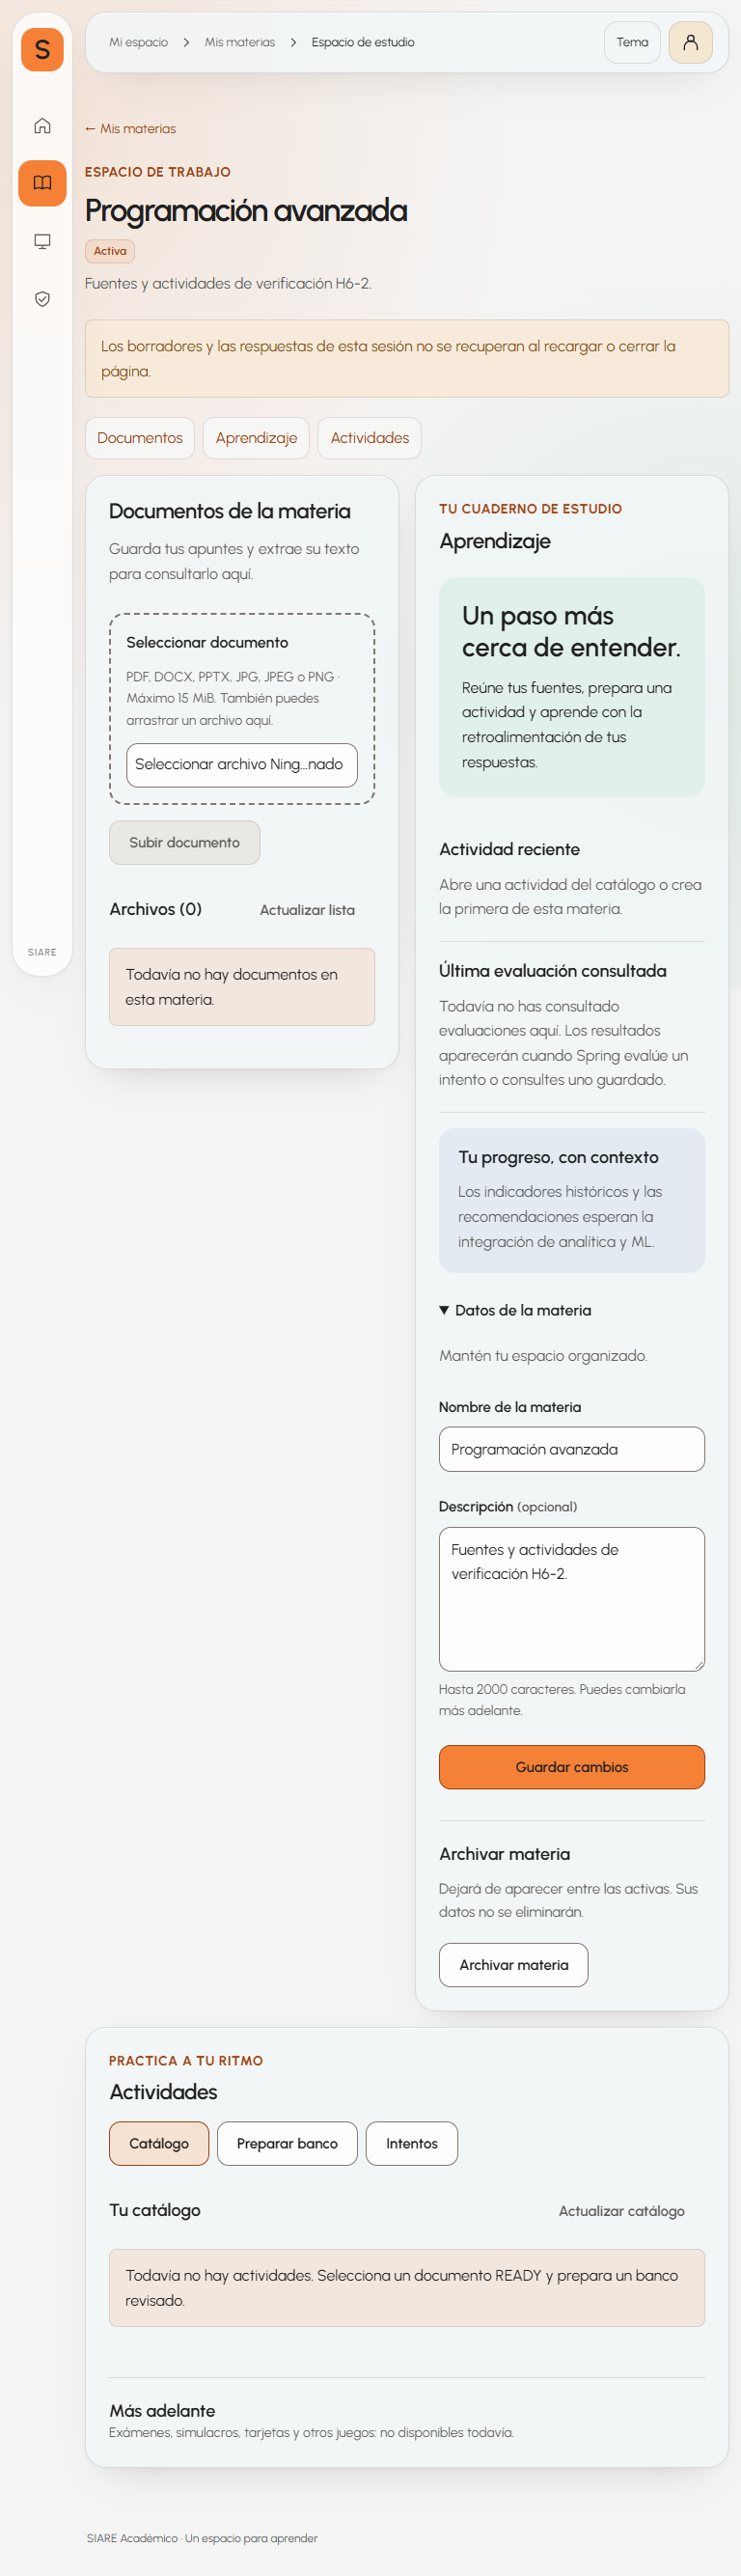 S
Mi espacio > Mis materias > Espacio de estudio
Tema
← Mis materias
ESPACIO DE TRABAJO
Programación avanzada
Activa
Fuentes y actividades de verificación H6-2.
Los borradores y las respuestas de esta sesión no se recuperan al recargar o cerrar la
página.
Documentos
Aprendizaje
Actividades
Documentos de la materia
Guarda tus apuntes y extrae su texto
para consultarlo aquí.
Seleccionar documento
PDF, DOCX, PPTX, JPG, JPEG o PNG ·
Máximo 15 MiB. También puedes
arrastrar un archivo aquí.
Seleccionar archivo Ning...nado
Subir documento
Archivos (0)
Actualizar lista
Todavía no hay documentos en
esta materia.
SIARE
TU CUADERNO DE ESTUDIO
Aprendizaje
Un paso más
cerca de entender.
Reúne tus fuentes, prepara una
actividad y aprende con la
retroalimentación de tus
respuestas.
Actividad reciente
Abre una actividad del catálogo o crea
la primera de esta materia.
Última evaluación consultada
Todavía no has consultado
evaluaciones aquí. Los resultados
aparecerán cuando Spring evalúe un
intento o consultes uno guardado.
Tu progreso, con contexto
Los indicadores históricos y las
recomendaciones esperan la
integración de analítica y ML.
▼ Datos de la materia
Mantén tu espacio organizado.
Nombre de la materia
Programación avanzada
Descripción (opcional)
Fuentes y actividades de
verificación H6-2.
Hasta 2000 caracteres. Puedes cambiarla
más adelante.
Guardar cambios
Archivar materia
Dejará de aparecer entre las activas. Sus
datos no se eliminarán.
Archivar materia
PRACTICA A TU RITMO
Actividades
Catálogo
Preparar banco
Intentos
Tu catálogo
Actualizar catálogo
Todavía no hay actividades. Selecciona un documento READY y prepara un banco
revisado.
Más adelante
Exámenes, simulacros, tarjetas y otros juegos: no disponibles todavía.
SIARE Académico · Un espacio para aprender